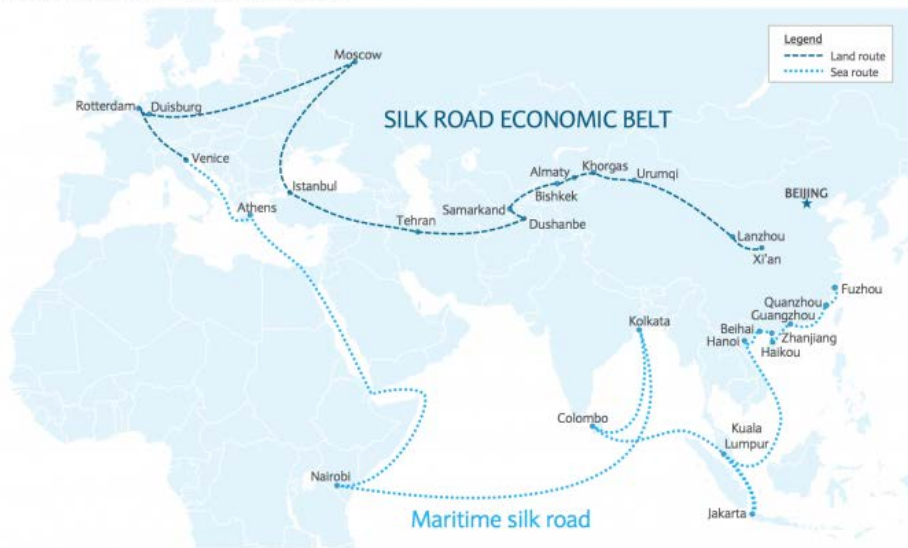 Legend
Land route
Sea route
Moscow
Rotterdam
Duisburg
SILK ROAD ECONOMIC BELT
Venice
Almaty
Khorgas
Urumqi
Istanbul
Bishkek
BEIJING
Athens
Samarkand
Tehran
Dushanbe
Lanzhou
Xi'an
Fuzhou
Quanzhou
Guangzhou
Kolkata
Beihai
Zhanjiang
Hanoi
Haikou
Colombo
Kuala
Lumpur
Nairobi
Maritime silk road
Jakarta